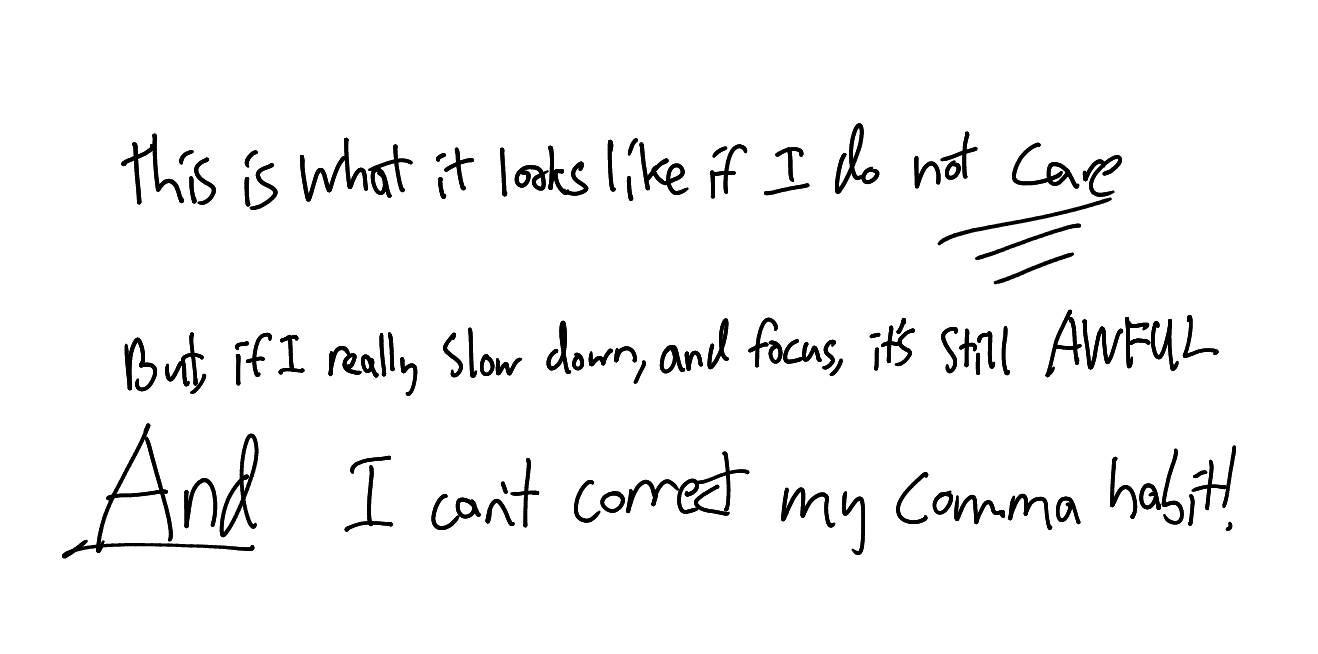 this is what it looks like if I do not care
But, if I really slow down, and focus, it's still AWFUL
And I can't correct my comma habit!